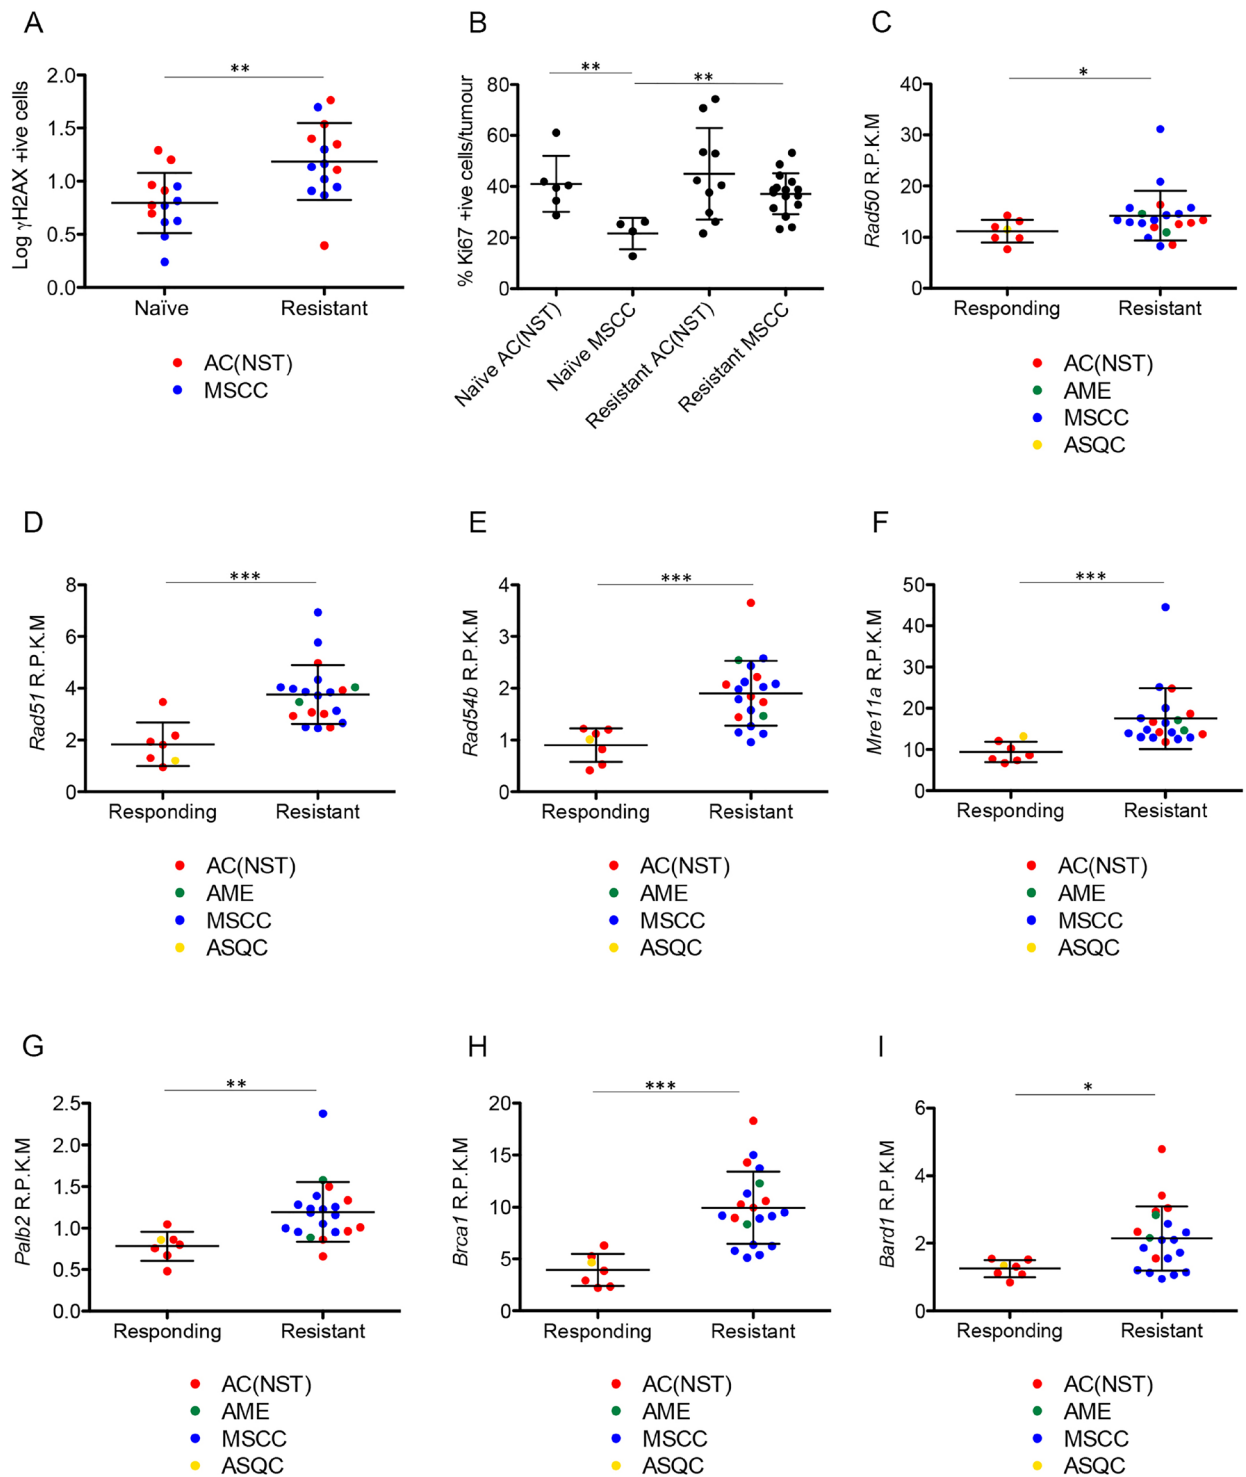 A
Log γH2AX +ive cells
2.0
1.5
1.0
0.5
0.0
**
Naïve
Resistant
AC(NST)
MSCC
B
% Ki67 +ive cells/tumour
80
60
40
20
0
**
**
Naïve AC(NST)
Naïve MSCC
Resistant AC(NST)
Resistant MSCC
C
Rad50 R.P.K.M
40
30
20
10
0
*
Responding
Resistant
AC(NST)
AME
MSCC
ASQC
D
Rad51 R.P.K.M
8
6
4
2
0
***
Responding
Resistant
AC(NST)
AME
MSCC
ASQC
E
Rad54b R.P.K.M
4
3
2
1
0
***
Responding
Resistant
AC(NST)
AME
MSCC
ASQC
F
Mre11a R.P.K.M
50
40
30
20
10
0
***
Responding
Resistant
AC(NST)
AME
MSCC
ASQC
G
Palb2 R.P.K.M
2.5
2.0
1.5
1.0
0.5
0.0
**
Responding
Resistant
AC(NST)
AME
MSCC
ASQC
H
Brca1 R.P.K.M
20
15
10
5
0
***
Responding
Resistant
AC(NST)
AME
MSCC
ASQC
I
Bard1 R.P.K.M
6
4
2
0
*
Responding
Resistant
AC(NST)
AME
MSCC
ASQC